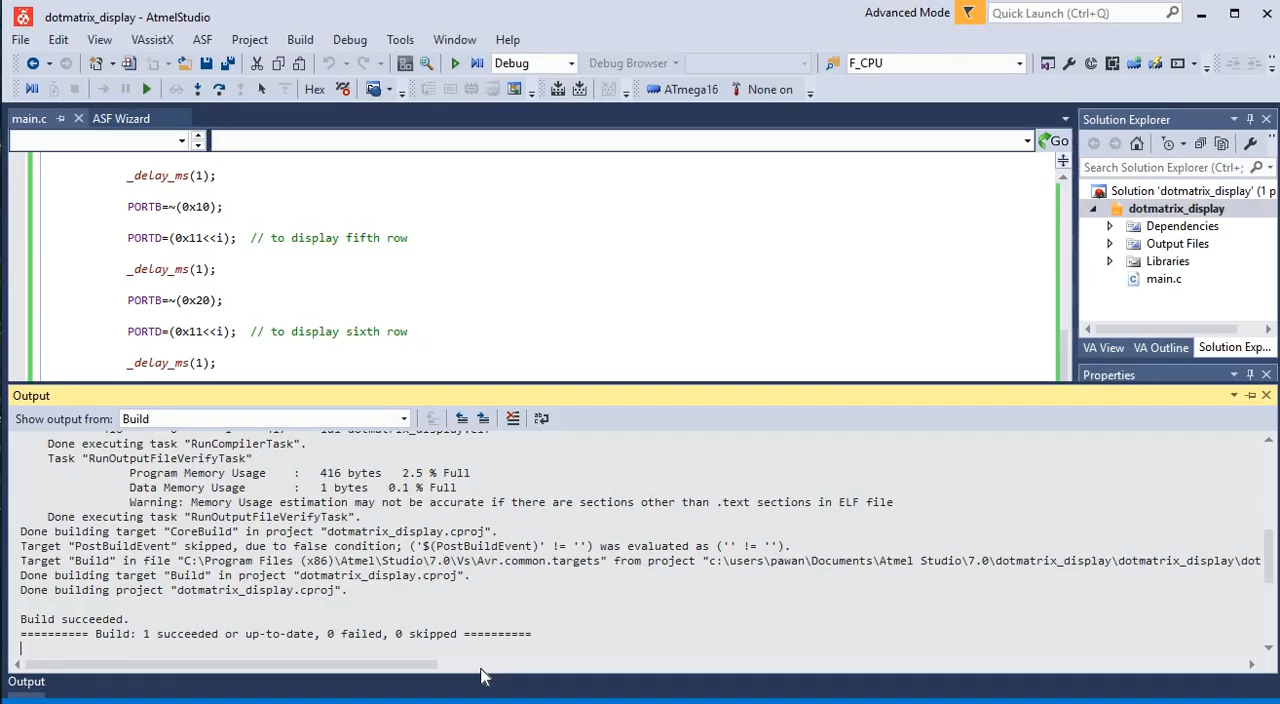 dotmatrix_display - AtmelStudio
Advanced Mode
Quick Launch (Ctrl+Q)
File Edit View VAssistX ASF Project Build Debug Tools Window Help
Debug
Debug Browser
F_CPU
Hex
ATmega16
None on
main.c
ASF Wizard
Go
_delay_ms(1);
PORTB=~(0x10);
PORTD=(0x11<<i); // to display fifth row
_delay_ms(1);
PORTB=~(0x20);
PORTD=(0x11<<i); // to display sixth row
_delay_ms(1);
Solution Explorer
Search Solution Explorer (Ctrl+;
Solution 'dotmatrix_display' (1 p
dotmatrix_display
Dependencies
Output Files
Libraries
main.c
VA View VA Outline Solution Exp...
Properties
Output
Show output from: Build
Done executing task "RunCompilerTask".
Task "RunOutputFileVerifyTask"
Program Memory Usage : 416 bytes 2.5 % Full
Data Memory Usage : 1 bytes 0.1 % Full
Warning: Memory Usage estimation may not be accurate if there are sections other than .text sections in ELF file
Done executing task "RunOutputFileVerifyTask".
Done building target "CoreBuild" in project "dotmatrix_display.cproj".
Target "PostBuildEvent" skipped, due to false condition; ('$(PostBuildEvent)' != '') was evaluated as ('' != '').
Target "Build" in file "C:\Program Files (x86)\Atmel\Studio\7.0\Vs\Avr.common.targets" from project "c:\users\pawan\Documents\Atmel Studio\7.0\dotmatrix_display\dotmatrix_display\dot
Done building target "Build" in project "dotmatrix_display.cproj".
Done building project "dotmatrix_display.cproj".
Build succeeded.
========== Build: 1 succeeded or up-to-date, 0 failed, 0 skipped ==========
Output